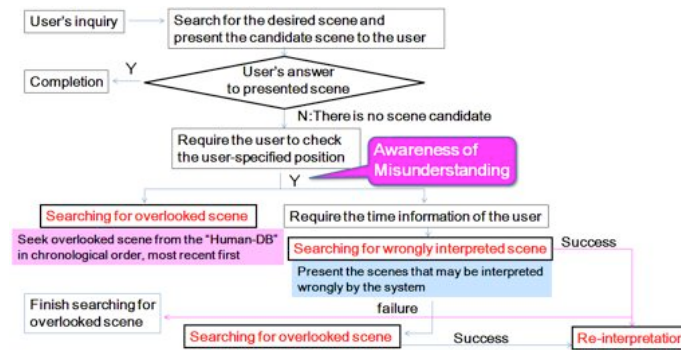 User's inquiry
Search for the desired scene and
present the candidate scene to the user
Y
Completion
User's answer
to presented scene
N:There is no scene candidate
Require the user to check
the user-specified position
Awareness of
Misunderstanding
Y
Searching for overlooked scene
Require the time information of the user
Seek overlooked scene from the "Human-DB"
in chronological order, most recent first
Searching for wrongly interpreted scene
Success
Present the scenes that may be interpreted
wrongly by the system
Finish searching for
overlooked scene
failure
Searching for overlooked scene
Success
Re-interpretation